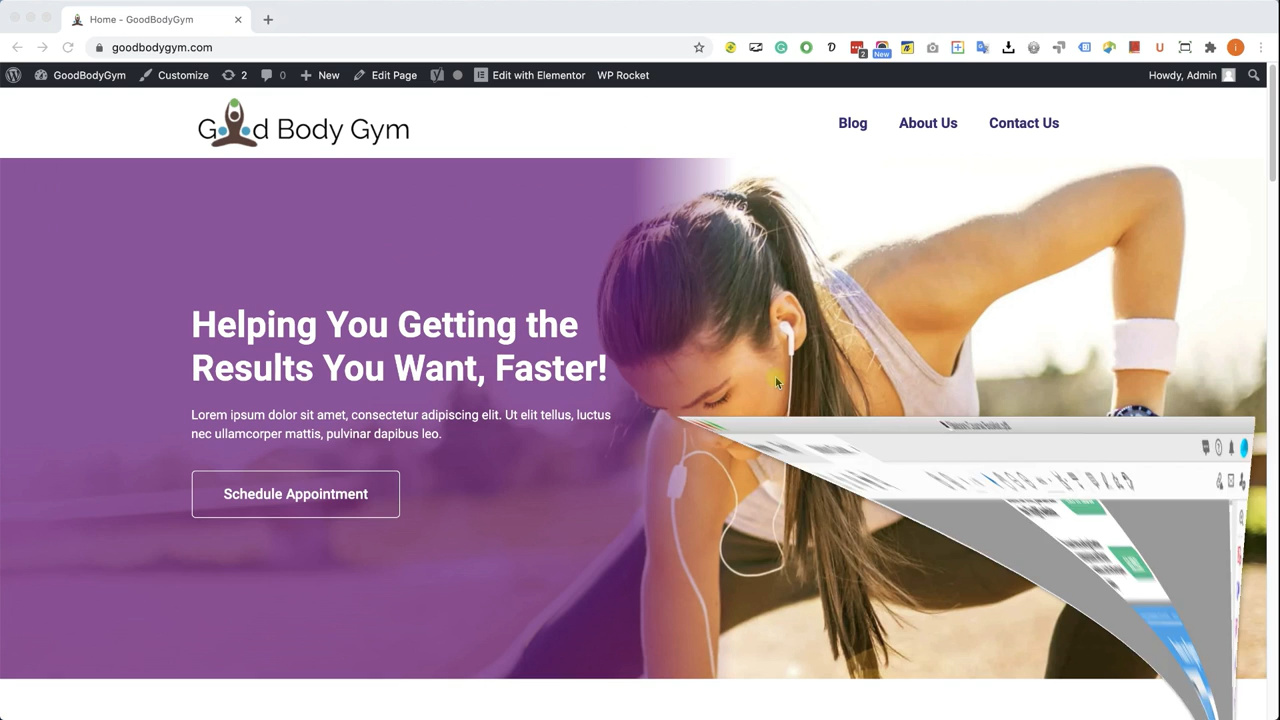 Home - GoodBodyGym
goodbodygym.com
2
New
GoodBodyGym
Customize
2
0
New
Edit Page
Edit with Elementor
WP Rocket
Howdy, Admin
Good Body Gym
Blog
About Us
Contact Us
Helping You Getting the
Results You Want, Faster!
Lorem ipsum dolor sit amet, consectetur adipiscing elit. Ut elit tellus, luctus
nec ullamcorper mattis, pulvinar dapibus leo.
Schedule Appointment